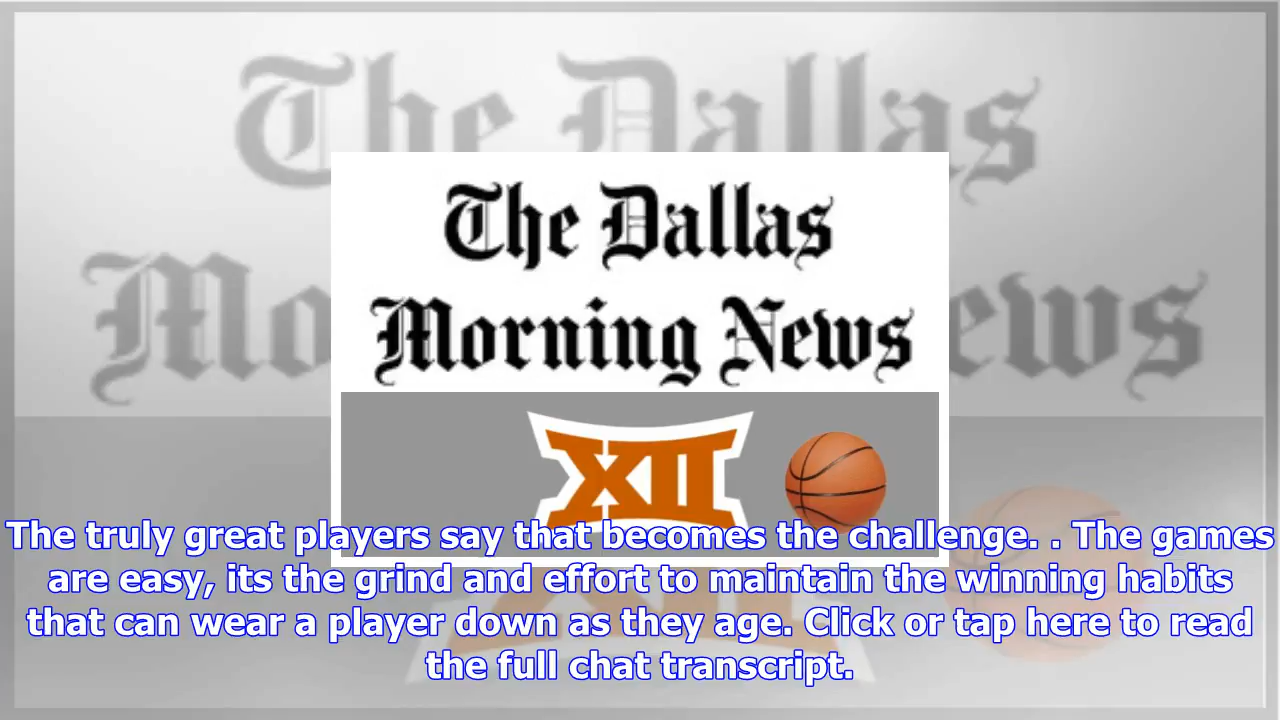 The Dallas
Morning News
XII
The truly great players say that becomes the challenge. . The games
are easy, its the grind and effort to maintain the winning habits
that can wear a player down as they age. Click or tap here to read
the full chat transcript.